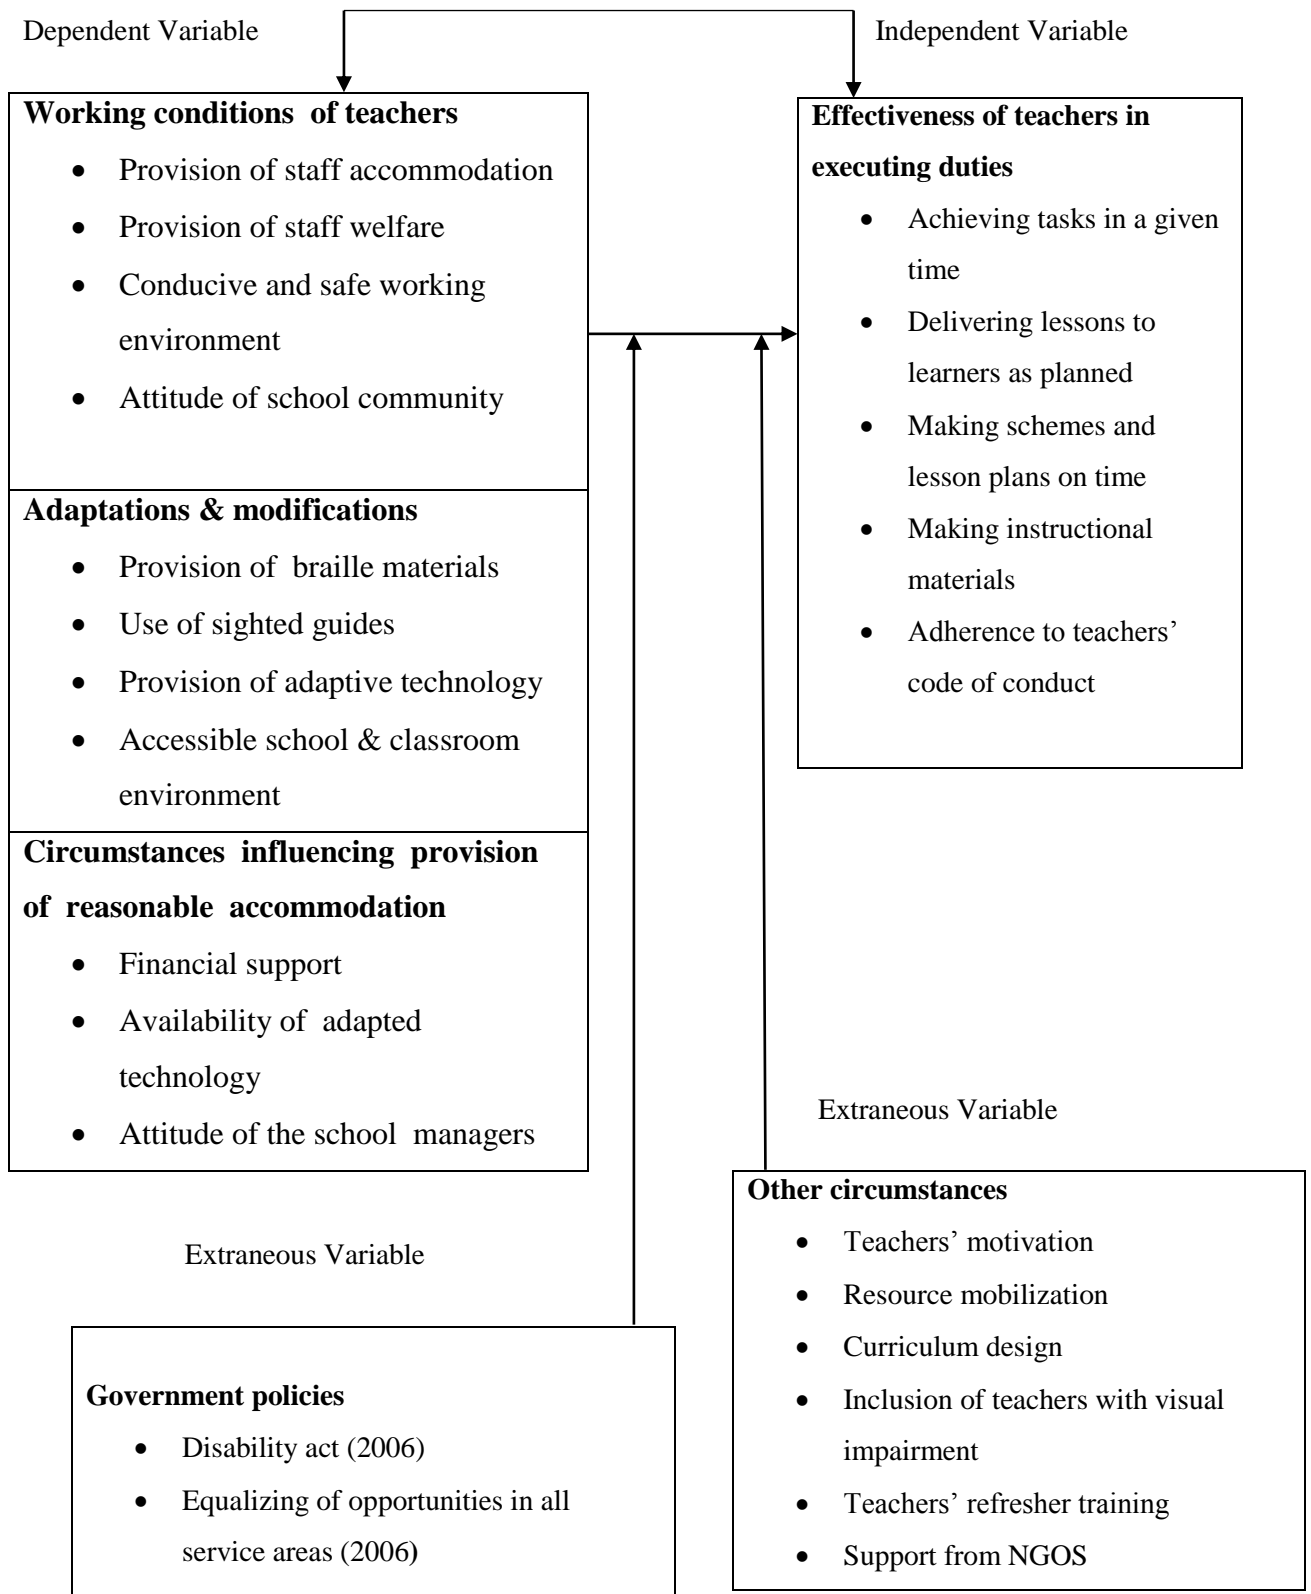 Dependent Variable
Independent Variable
Working conditions of teachers
• Provision of staff accommodation
• Provision of staff welfare
• Conducive and safe working
environment
• Attitude of school community
Adaptations & modifications
• Provision of braille materials
• Use of sighted guides
• Provision of adaptive technology
• Accessible school & classroom
environment
Circumstances influencing provision
of reasonable accommodation
• Financial support
• Availability of adapted
technology
• Attitude of the school managers
Effectiveness of teachers in
executing duties
• Achieving tasks in a given
time
• Delivering lessons to
learners as planned
• Making schemes and
lesson plans on time
• Making instructional
materials
• Adherence to teachers’
code of conduct
Extraneous Variable
Government policies
• Disability act (2006)
• Equalizing of opportunities in all
service areas (2006)
Extraneous Variable
Other circumstances
• Teachers’ motivation
• Resource mobilization
• Curriculum design
• Inclusion of teachers with visual
impairment
• Teachers’ refresher training
• Support from NGOS